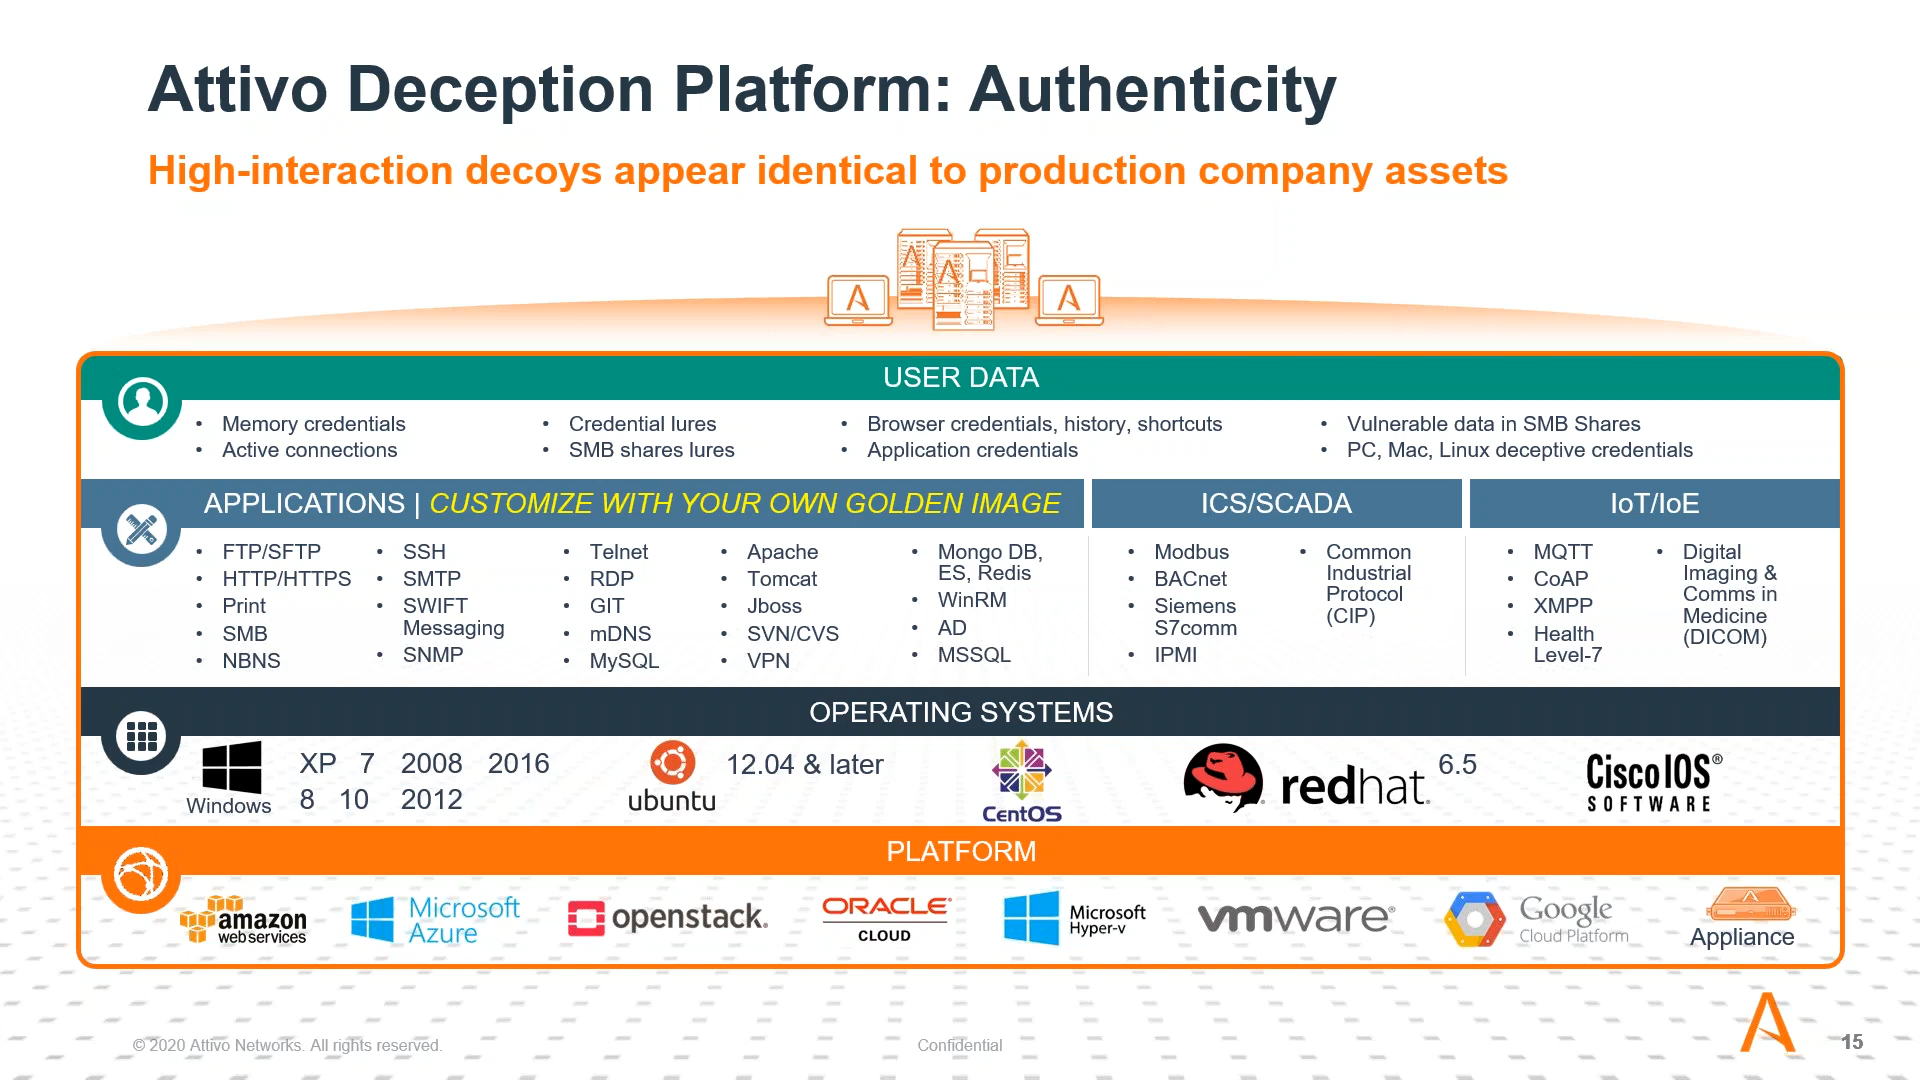 Attivo Deception Platform: Authenticity
High-interaction decoys appear identical to production company assets
USER DATA
• Memory credentials
• Active connections
• Credential lures
• SMB shares lures
• Browser credentials, history, shortcuts
• Application credentials
• Vulnerable data in SMB Shares
• PC, Mac, Linux deceptive credentials
APPLICATIONS | CUSTOMIZE WITH YOUR OWN GOLDEN IMAGE
• FTP/SFTP
• HTTP/HTTPS
• Print
• SMB
• NBNS
• SSH
• SMTP
• SWIFT
Messaging
• SNMP
• Telnet
• RDP
• GIT
• mDNS
• MySQL
• Apache
• Tomcat
• Jboss
• SVN/CVS
• VPN
• Mongo DB,
ES, Redis
• WinRM
• AD
• MSSQL
ICS/SCADA
• Modbus
• BACnet
• Siemens
S7comm
• IPMI
• Common
Industrial
Protocol
(CIP)
IoT/IoE
• MQTT
• CoAP
• XMPP
• Health
Level-7
• Digital
Imaging &
Comms in
Medicine
(DICOM)
OPERATING SYSTEMS
Windows
XP 7 2008 2016
8 10 2012
ubuntu
12.04 & later
CentOS
redhat.
6.5
Cisco IOS®
SOFTWARE
PLATFORM
amazon
webservices
Microsoft
Azure
openstack.
ORACLE®
CLOUD
Microsoft
Hyper-v
vmware®
Google
Cloud Platform
Appliance
© 2020 Attivo Networks. All rights reserved.
Confidential
15